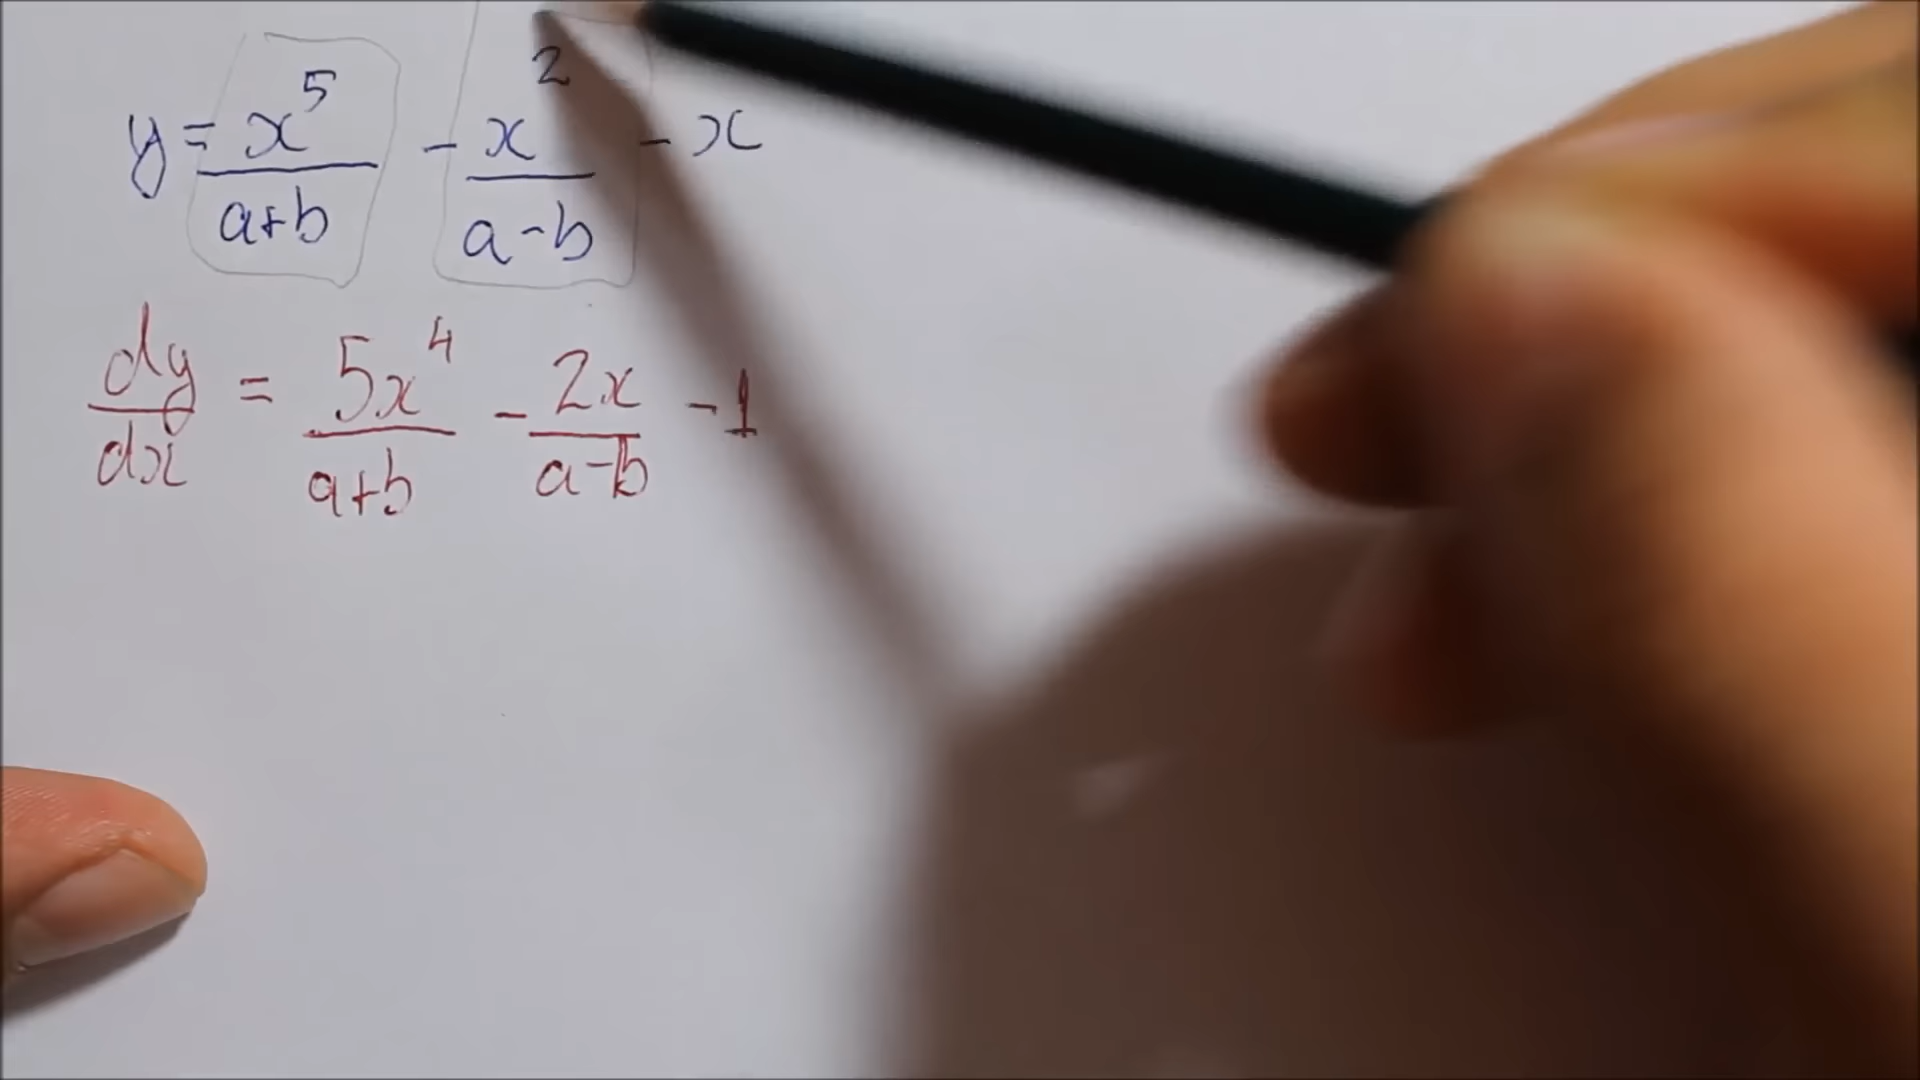 y = x^5/(a+b) - x^2/(a-b) - x
dy/dx = 5x^4/(a+b) - 2x/(a-b) - 1